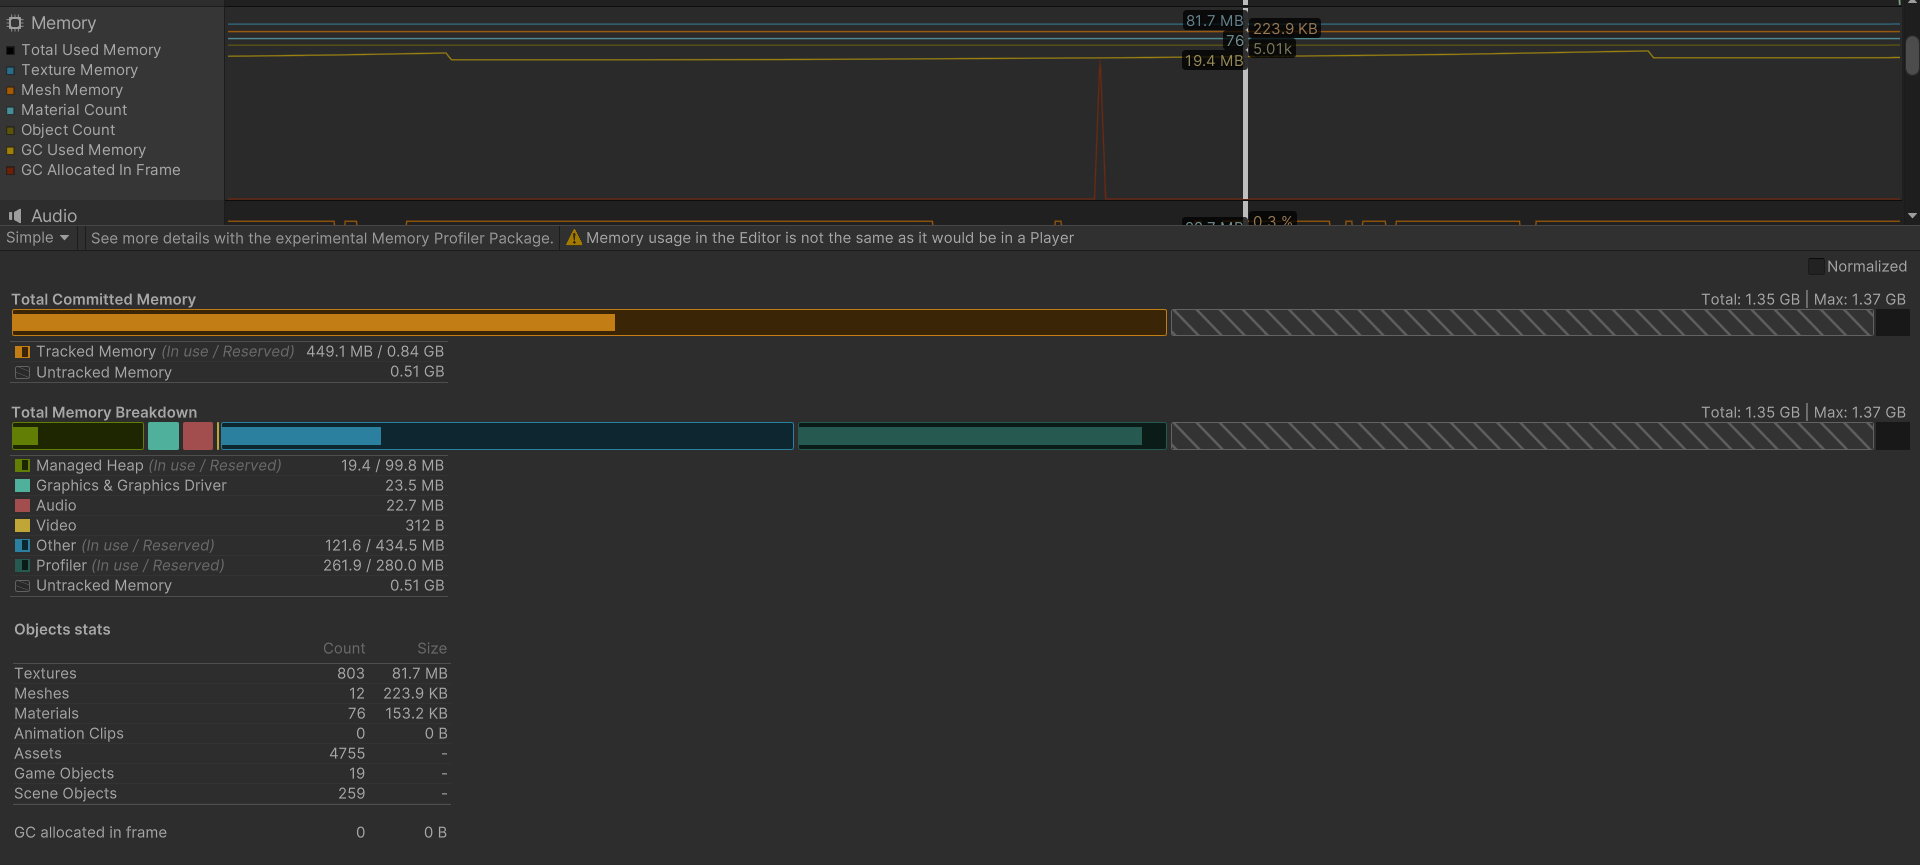 Memory
Total Used Memory
Texture Memory
Mesh Memory
Material Count
Object Count
GC Used Memory
GC Allocated In Frame
81.7 MB
223.9 KB
76
5.01k
19.4 MB
Audio
0.3 %
Simple
See more details with the experimental Memory Profiler Package.
Memory usage in the Editor is not the same as it would be in a Player
Normalized
Total Committed Memory
Total: 1.35 GB | Max: 1.37 GB
Tracked Memory (In use / Reserved) 449.1 MB / 0.84 GB
Untracked Memory 0.51 GB
Total Memory Breakdown
Total: 1.35 GB | Max: 1.37 GB
Managed Heap (In use / Reserved) 19.4 / 99.8 MB
Graphics & Graphics Driver 23.5 MB
Audio 22.7 MB
Video 312 B
Other (In use / Reserved) 121.6 / 434.5 MB
Profiler (In use / Reserved) 261.9 / 280.0 MB
Untracked Memory 0.51 GB
Objects stats
Count Size
Textures 803 81.7 MB
Meshes 12 223.9 KB
Materials 76 153.2 KB
Animation Clips 0 0 B
Assets 4755 -
Game Objects 19 -
Scene Objects 259 -
GC allocated in frame 0 0 B